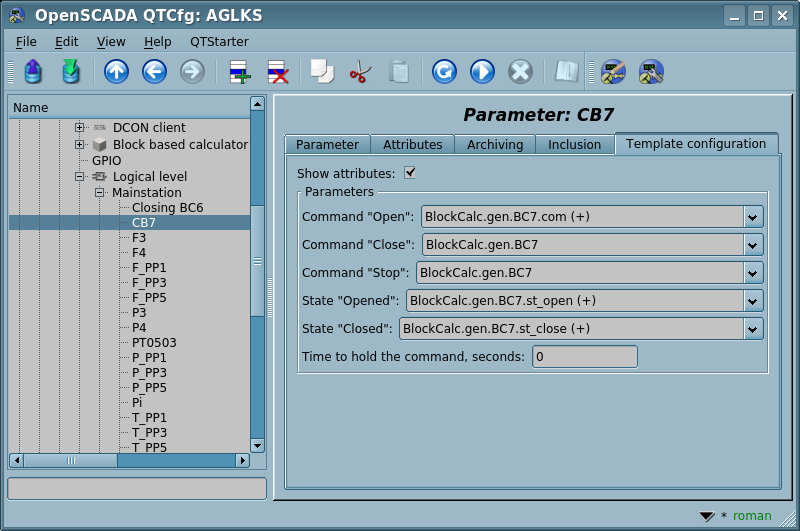 OpenSCADA QTCfg: AGLKS
File Edit View Help QTStarter
Name
DCON client
Block based calculator
GPIO
Logical level
Mainstation
Closing BC6
CB7
F3
F4
F_PP1
F_PP3
F_PP5
P3
P4
PT0503
P_PP1
P_PP3
P_PP5
Pi
T_PP1
T_PP3
T_PP5
Parameter: CB7
Parameter Attributes Archiving Inclusion Template configuration
Show attributes:
Parameters
Command "Open": BlockCalc.gen.BC7.com (+)
Command "Close": BlockCalc.gen.BC7
Command "Stop": BlockCalc.gen.BC7
State "Opened": BlockCalc.gen.BC7.st_open (+)
State "Closed": BlockCalc.gen.BC7.st_close (+)
Time to hold the command, seconds: 0
* roman